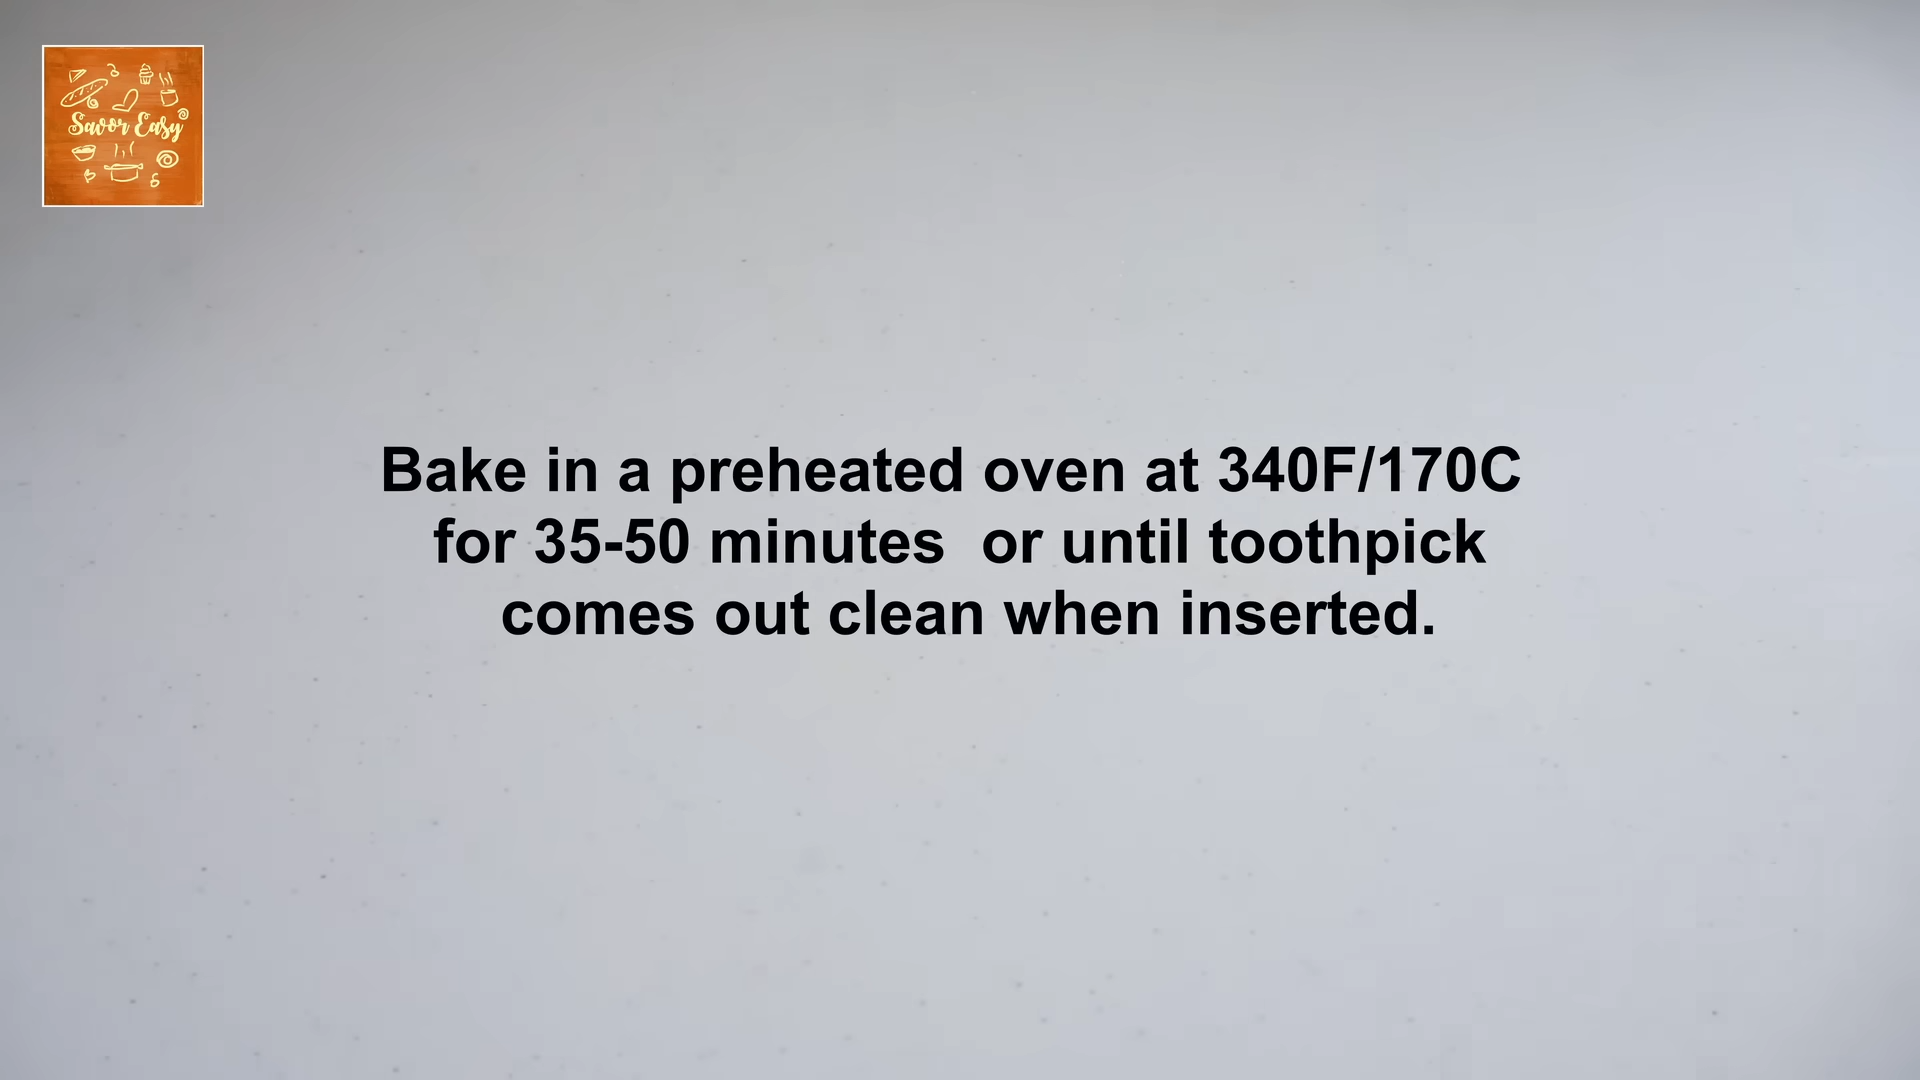 Savor Easy
Bake in a preheated oven at 340F/170C
for 35-50 minutes  or until toothpick
comes out clean when inserted.